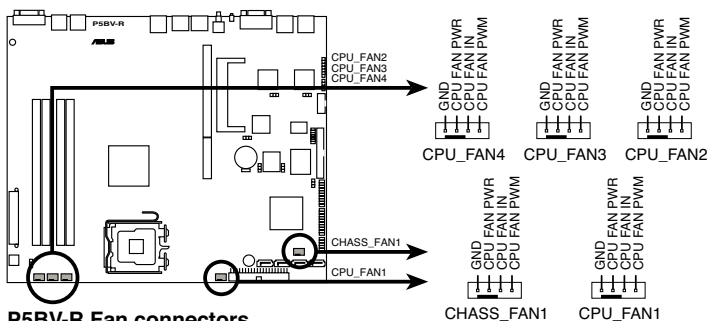 P5BV-R
ASUS
CPU_FAN2
CPU_FAN3
CPU_FAN4
GND
CPU FAN PWR
CPU FAN IN
CPU FAN PWM
CPU_FAN4
GND
CPU FAN PWR
CPU FAN IN
CPU FAN PWM
CPU_FAN3
GND
CPU FAN PWR
CPU FAN IN
CPU FAN PWM
CPU_FAN2
CHASS_FAN1
CPU_FAN1
GND
CPU FAN PWR
CPU FAN IN
CPU FAN PWM
CHASS_FAN1
GND
CPU FAN PWR
CPU FAN IN
CPU FAN PWM
CPU_FAN1
P5BV-R Fan connectors